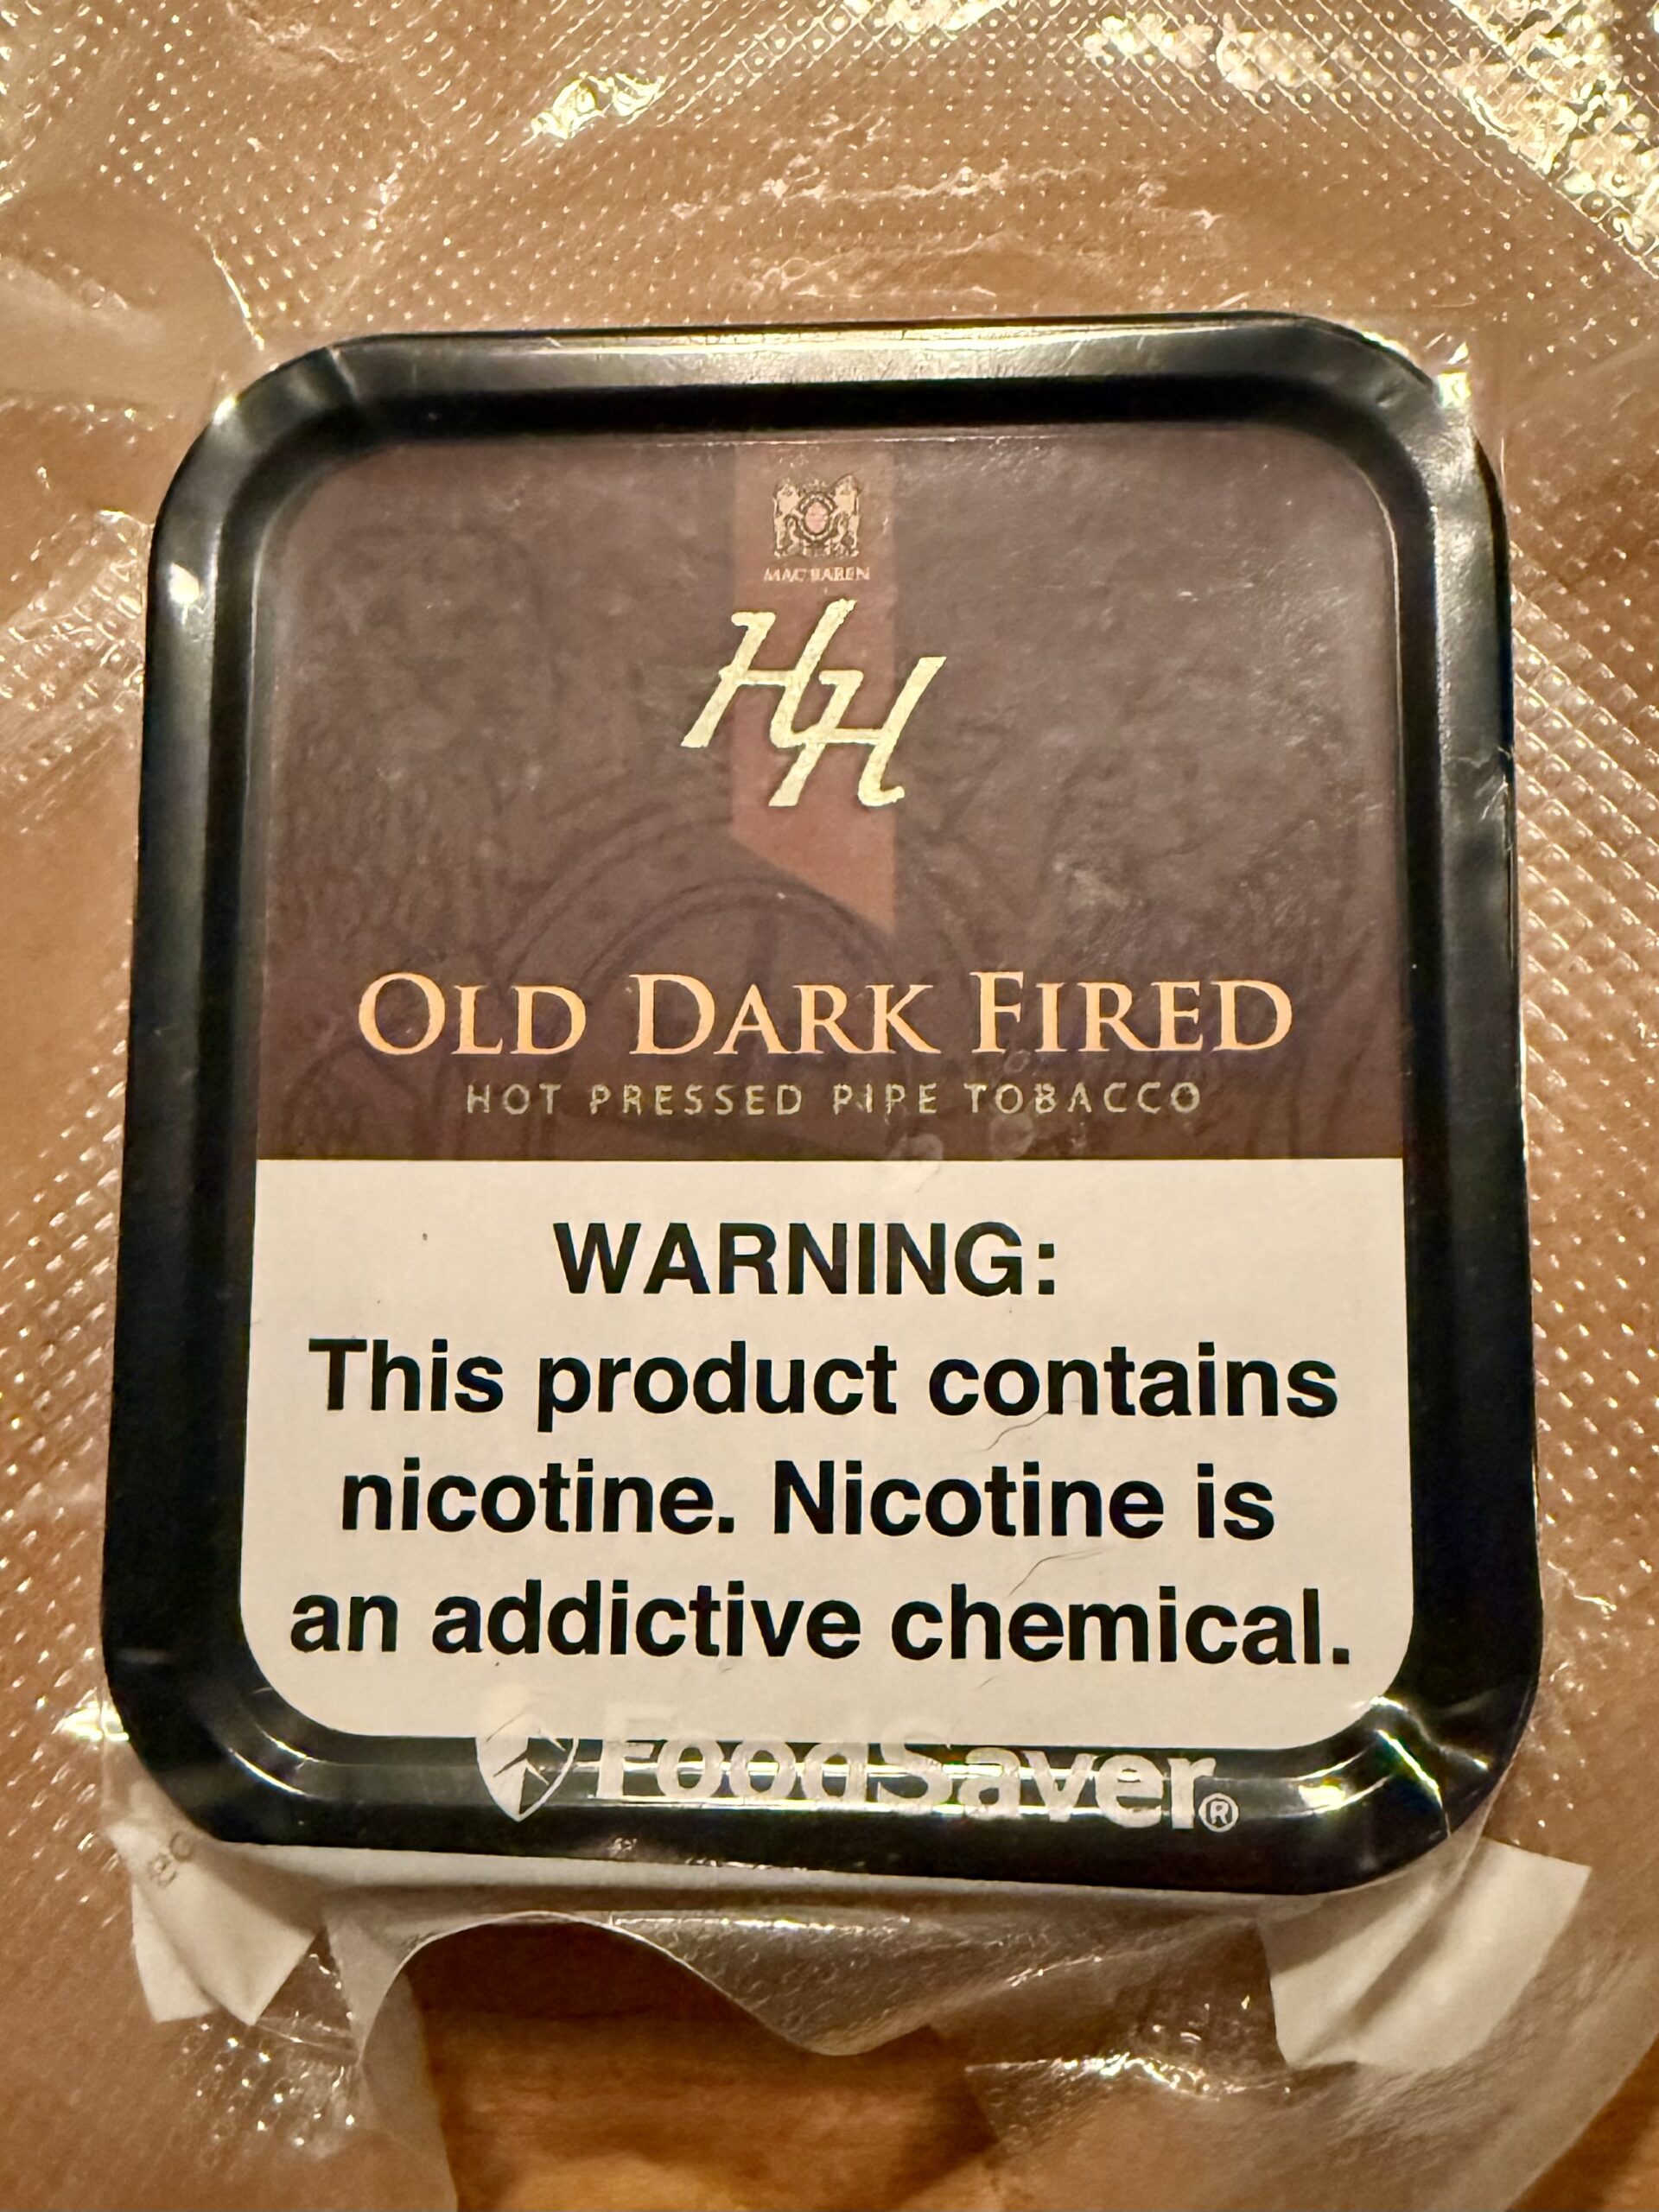 MAC BAREN
HH
OLD DARK FIRED
HOT PRESSED PIPE TOBACCO
WARNING:
This product contains
nicotine. Nicotine is
an addictive chemical.
FoodSaver®